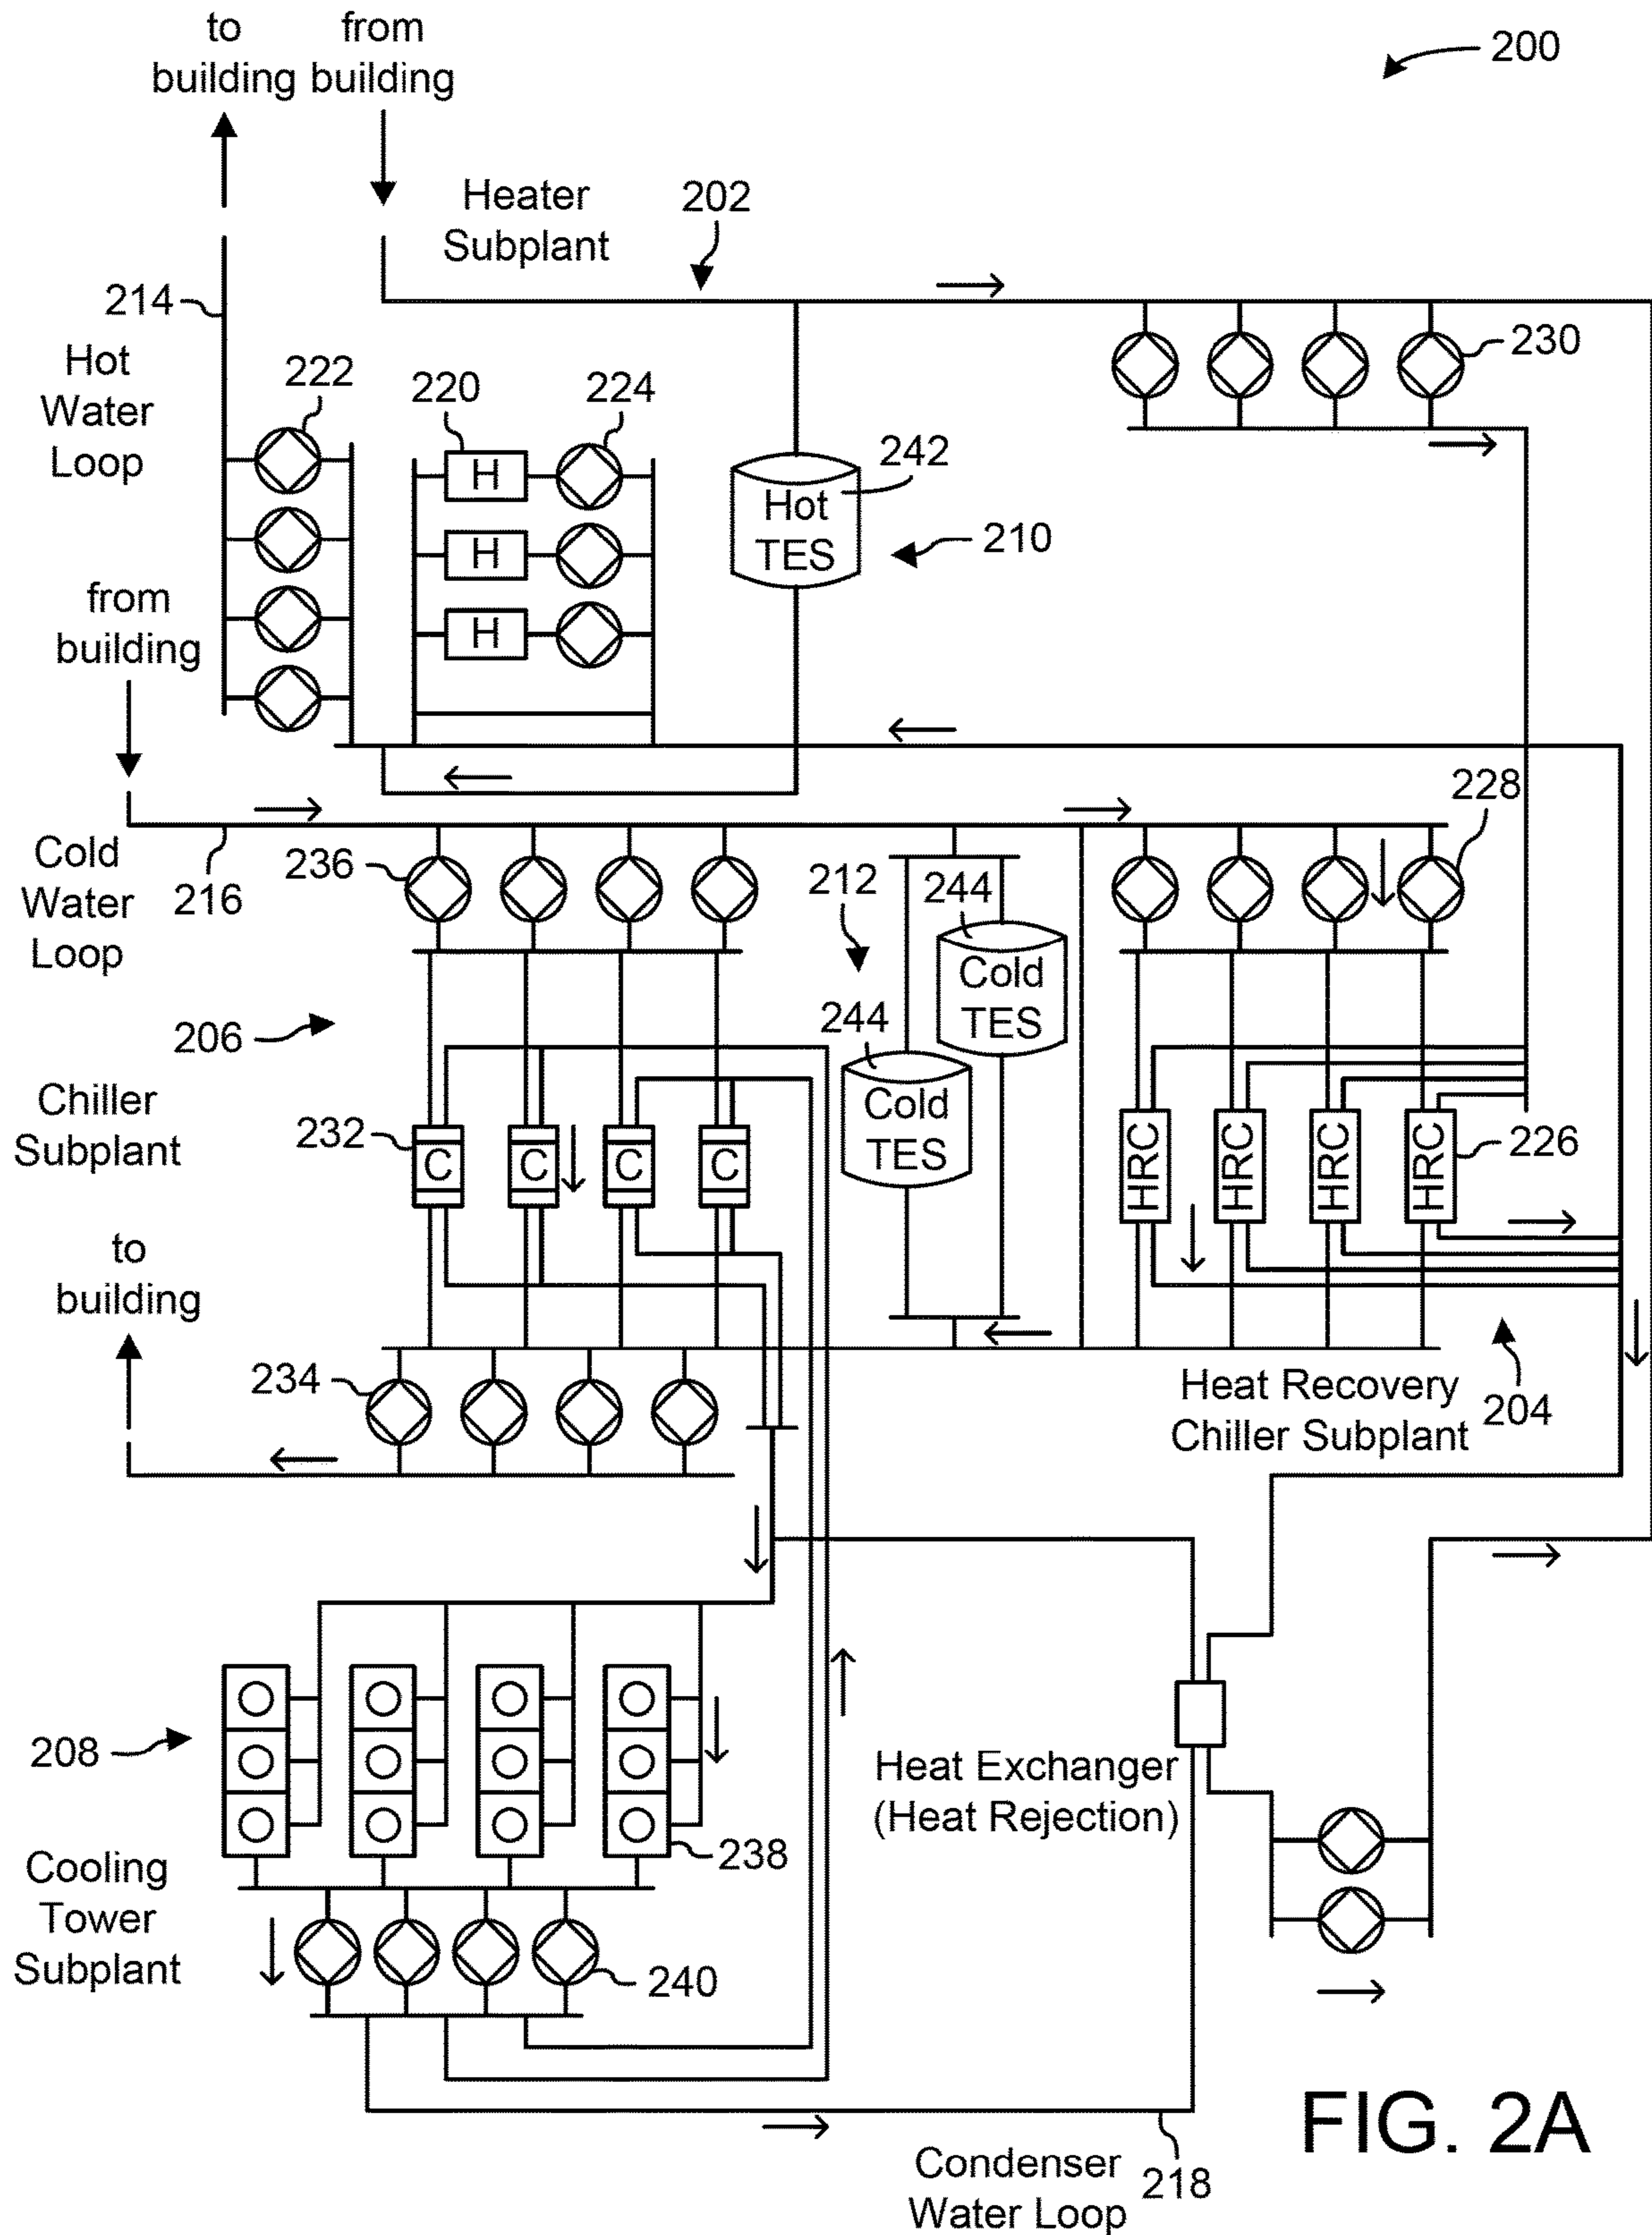 to
building
from
building
200
Heater
Subplant
202
214
Hot
Water
Loop
222
220
224
230
H
H
H
Hot
TES
242
210
from
building
228
Cold
Water
Loop
216
236
212
244
Cold
TES
244
Cold
TES
206
Chiller
Subplant
232
C
C
C
C
HRC
HRC
HRC
HRC
226
to
building
234
Heat Recovery
Chiller Subplant
204
208
238
Heat Exchanger
(Heat Rejection)
Cooling
Tower
Subplant
240
Condenser
Water Loop
218
FIG. 2A